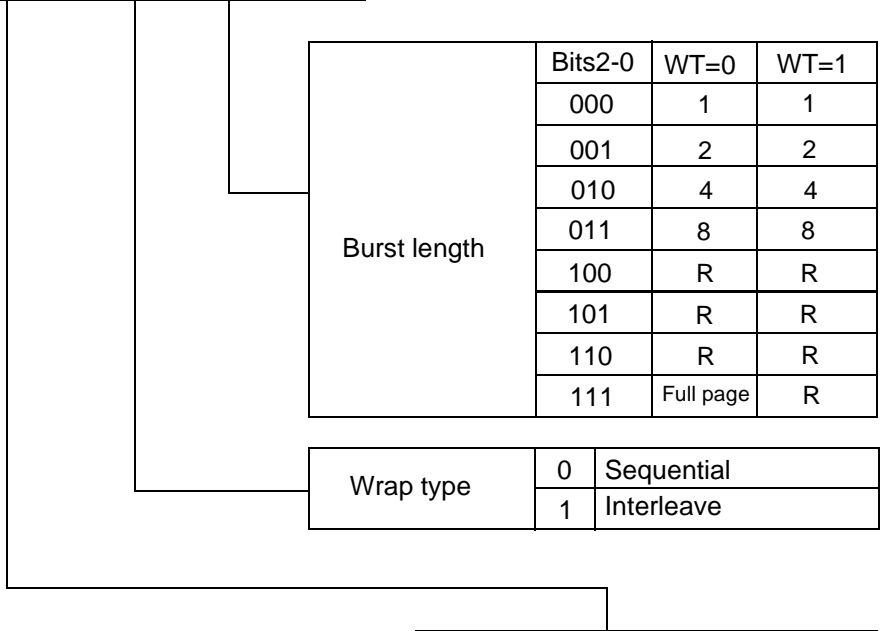 Bits2-0 WT=0 WT=1
000 1 1
001 2 2
010 4 4
Burst length
011 8 8
100 R R
101 R R
110 R R
111 Full page R
Wrap type
0 Sequential
1 Interleave